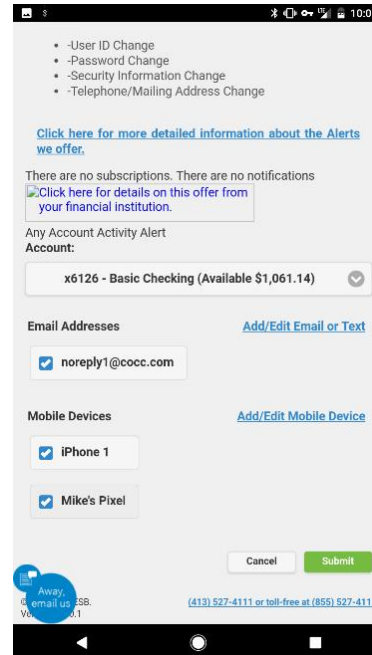 S LTE 10:0
-User ID Change
-Password Change
-Security Information Change
-Telephone/Mailing Address Change
Click here for more detailed information about the Alerts
we offer.
There are no subscriptions. There are no notifications
Click here for details on this offer from
your financial institution.
Any Account Activity Alert
Account:
x6126 - Basic Checking (Available $1,061.14)
Email Addresses Add/Edit Email or Text
noreply1@cocc.com
Mobile Devices Add/Edit Mobile Device
iPhone 1
Mike's Pixel
Cancel Submit
Away,
email us
© ESB. (413) 527-4111 or toll-free at (855) 527-411
.1